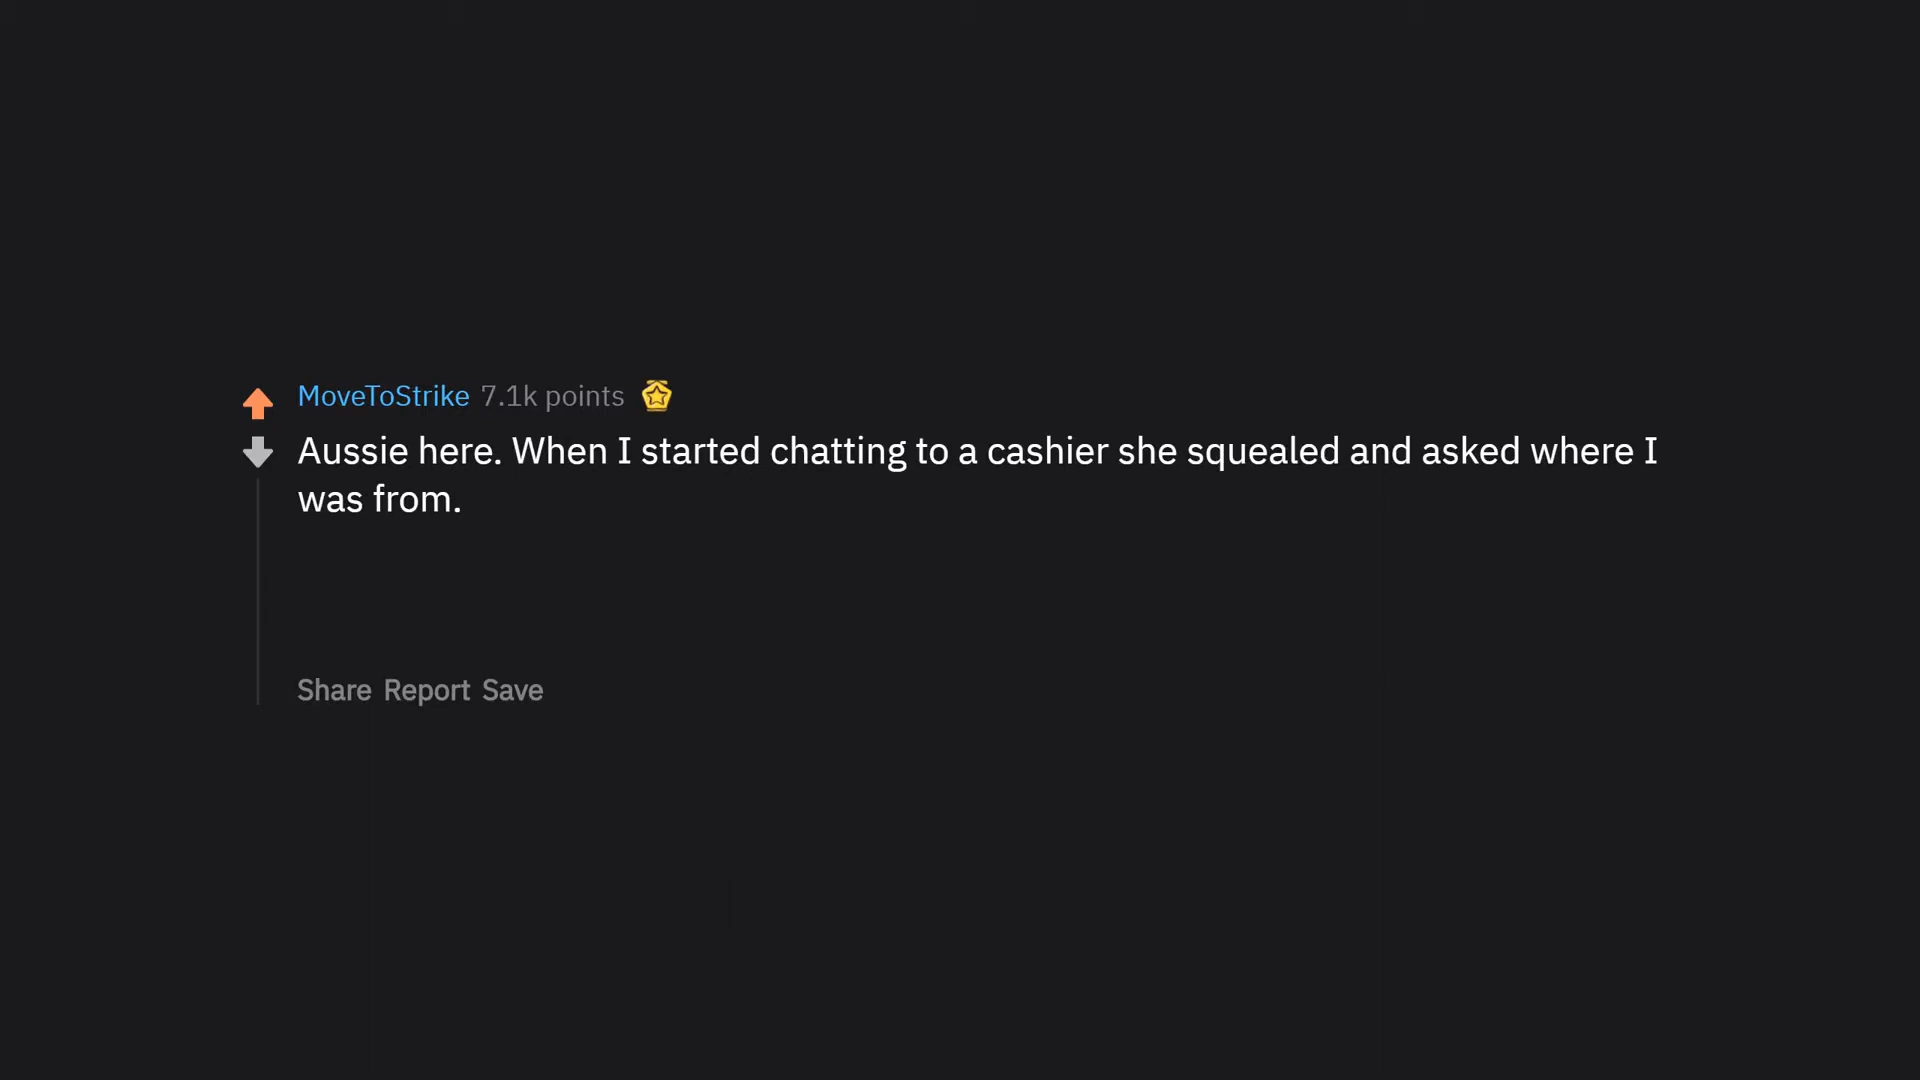 MoveToStrike 7.1k points
Aussie here. When I started chatting to a cashier she squealed and asked where I
was from.
Share Report Save